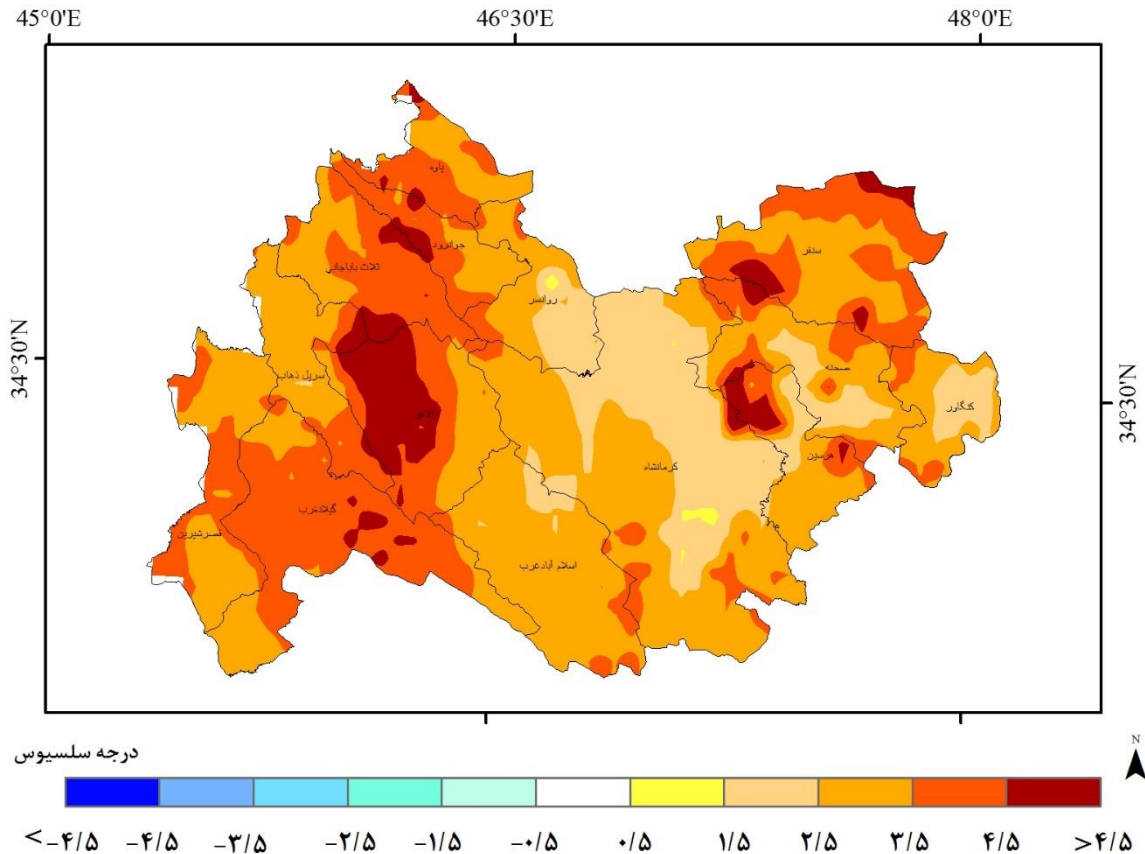 45°0'E 46°30'E 48°0'E
34°30'N
34°30'N
پاوه
جوانرود
ثلاث باباجانی
روانسر
سنقر
صحنه
کنگاور
سرپل ذهاب
دالاهو
کرمانشاه
هرسین
گیلانغرب
قصرشیرین
اسلام آبادغرب
درجه سلسیوس
N
<-۴/۵ -۴/۵ -۳/۵ -۲/۵ -۱/۵ -۰/۵ ۰/۵ ۱/۵ ۲/۵ ۳/۵ ۴/۵ >۴/۵